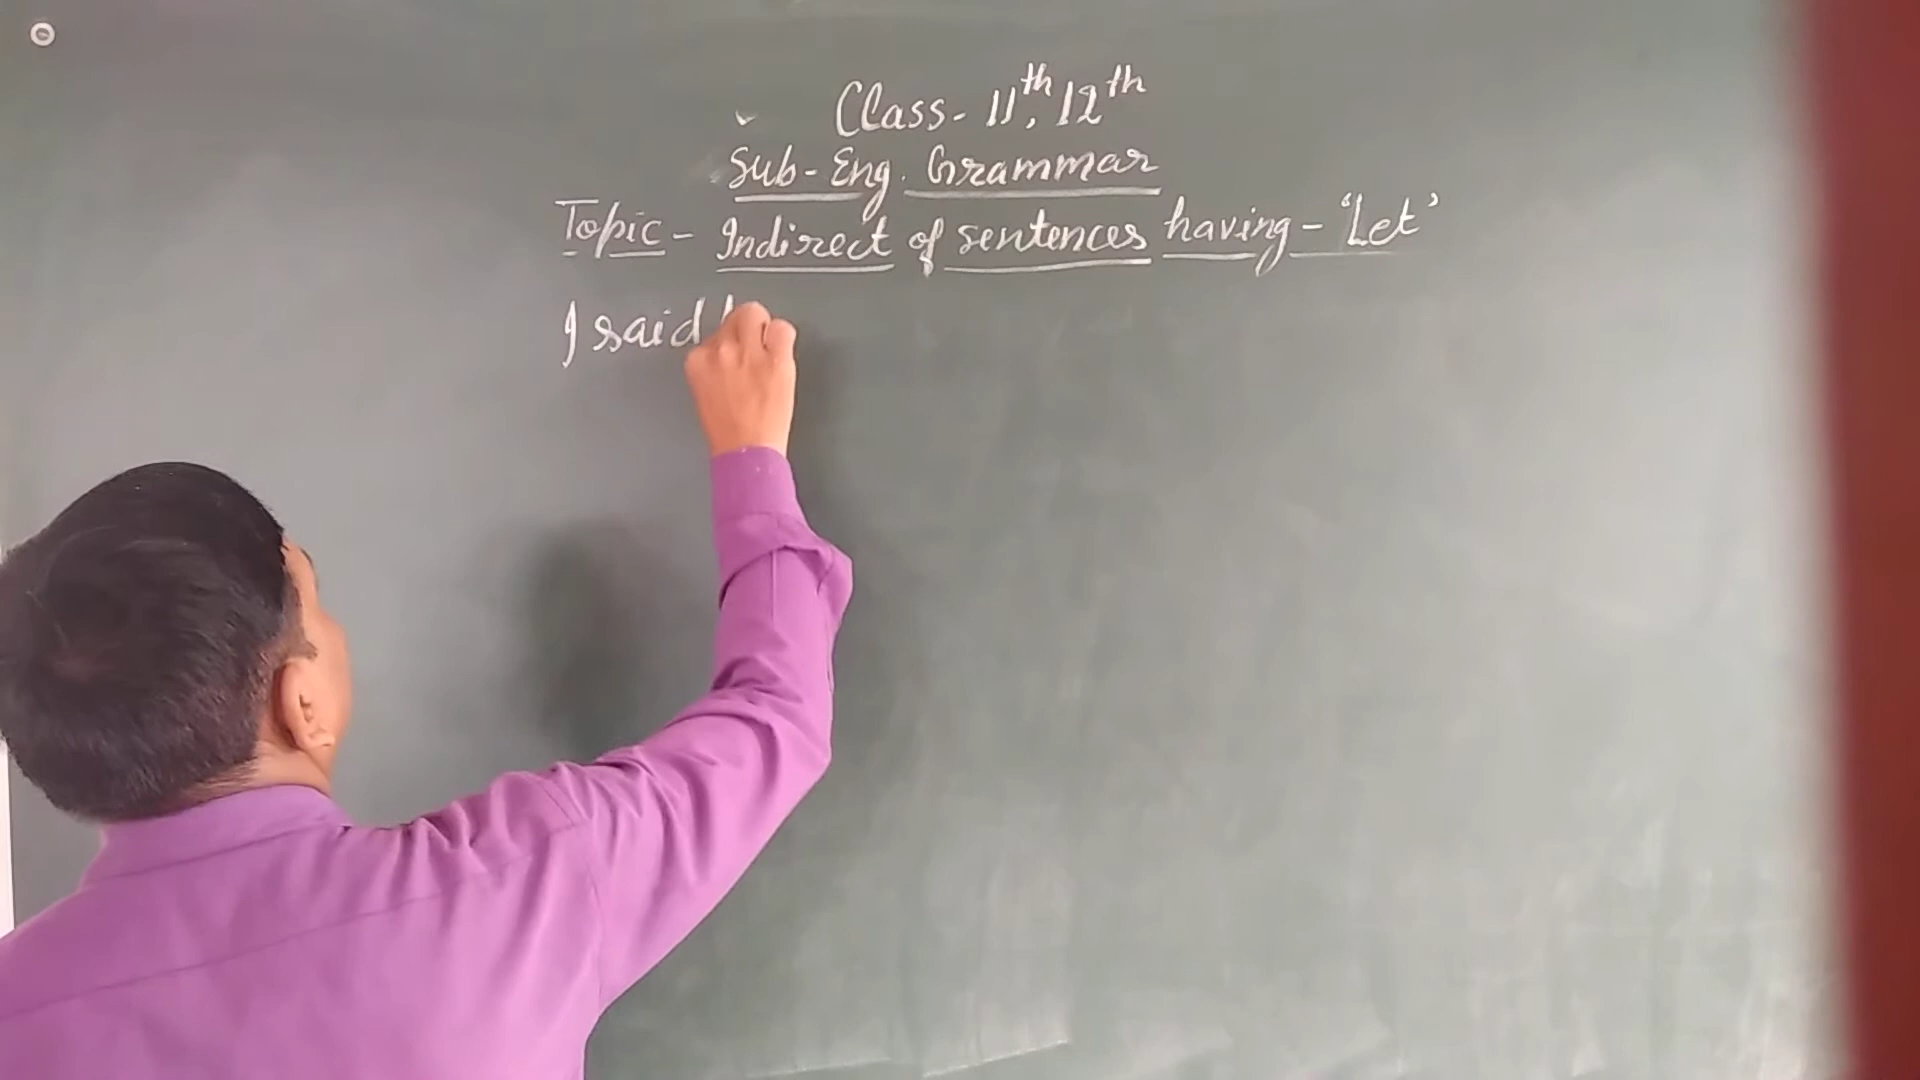 Class- 11th, 12th
Sub- Eng. Grammar
Topic - Indirect of sentences having - 'Let'
I said